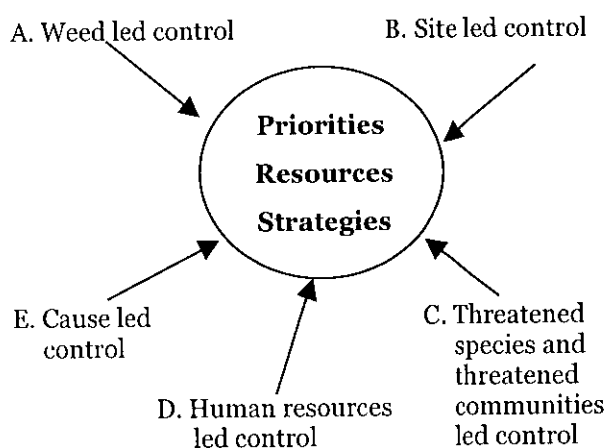 A. Weed led control
B. Site led control
Priorities
Resources
Strategies
E. Cause led
control
C. Threatened
species and
threatened
communities
led control
D. Human resources
led control